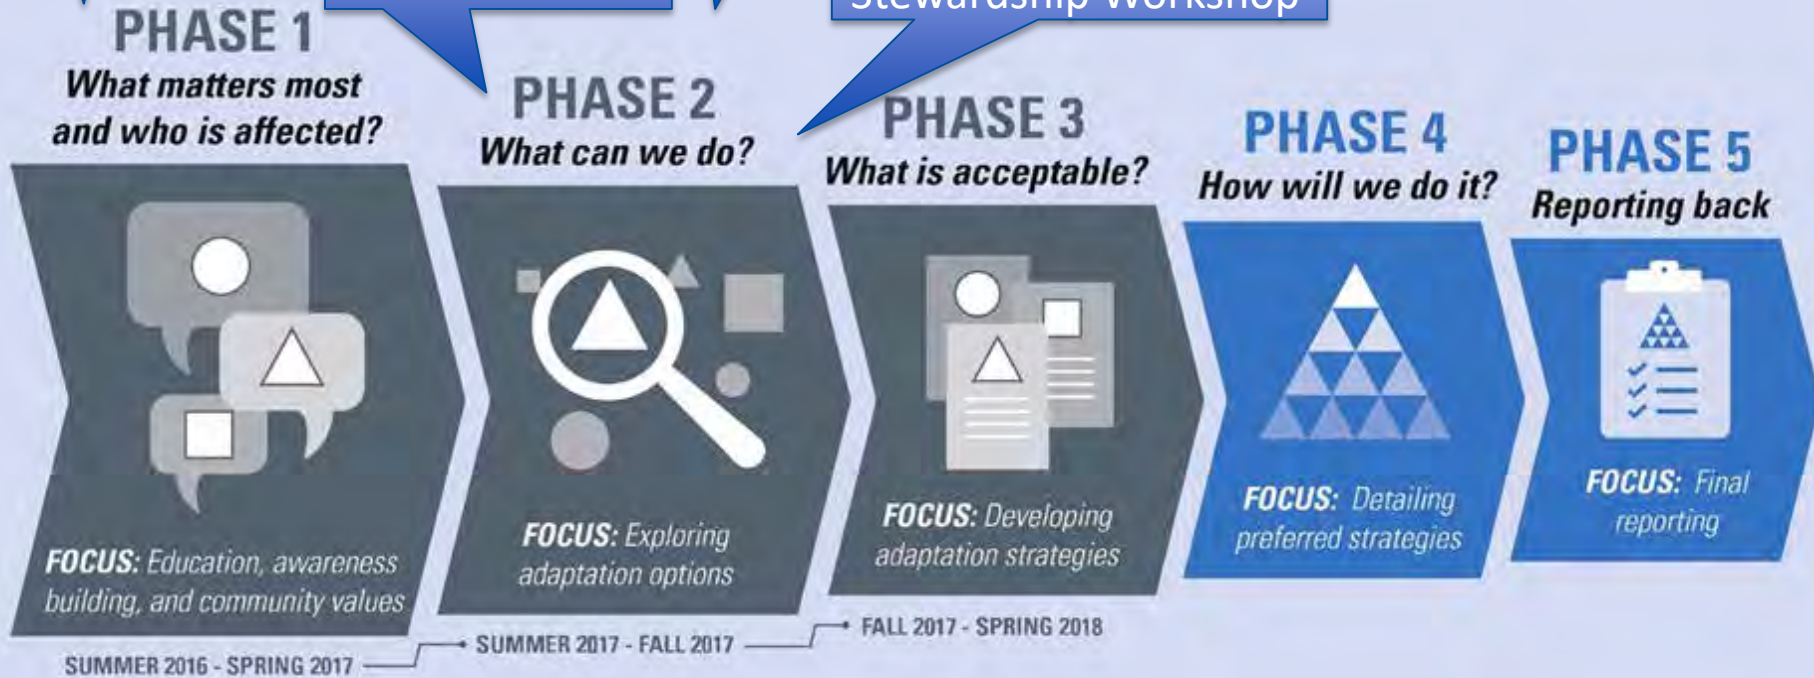 Stewardship Workshop
PHASE 1
What matters most
and who is affected?
FOCUS: Education, awareness
building, and community values
SUMMER 2016 - SPRING 2017
PHASE 2
What can we do?
FOCUS: Exploring
adaptation options
SUMMER 2017 - FALL 2017
PHASE 3
What is acceptable?
FOCUS: Developing
adaptation strategies
FALL 2017 - SPRING 2018
PHASE 4
How will we do it?
FOCUS: Detailing
preferred strategies
PHASE 5
Reporting back
FOCUS: Final
reporting